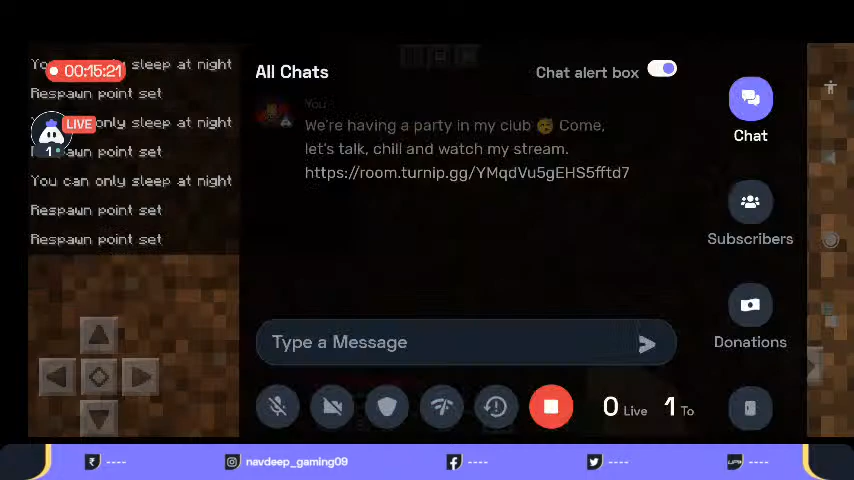 You can only sleep at night
00:15:21
Respawn point set
only sleep at night
LIVE
1
Respawn point set
You can only sleep at night
Respawn point set
Respawn point set
All Chats
Chat alert box
You
We're having a party in my club 🥳 Come,
let's talk, chill and watch my stream.
https://room.turnip.gg/YMqdVu5gEHS5fftd7
Type a Message
0 Live 1 To
Chat
Subscribers
Donations
₹ ----
navdeep_gaming09
----
----
UPI ----